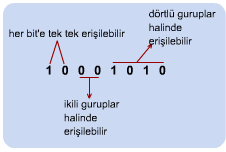 dörtlü guruplar
halinde
erişilebilir
her bit'e tek tek erişilebilir
1 0 0 0 1 0 1 0
ikili guruplar
halinde
erişilebilir